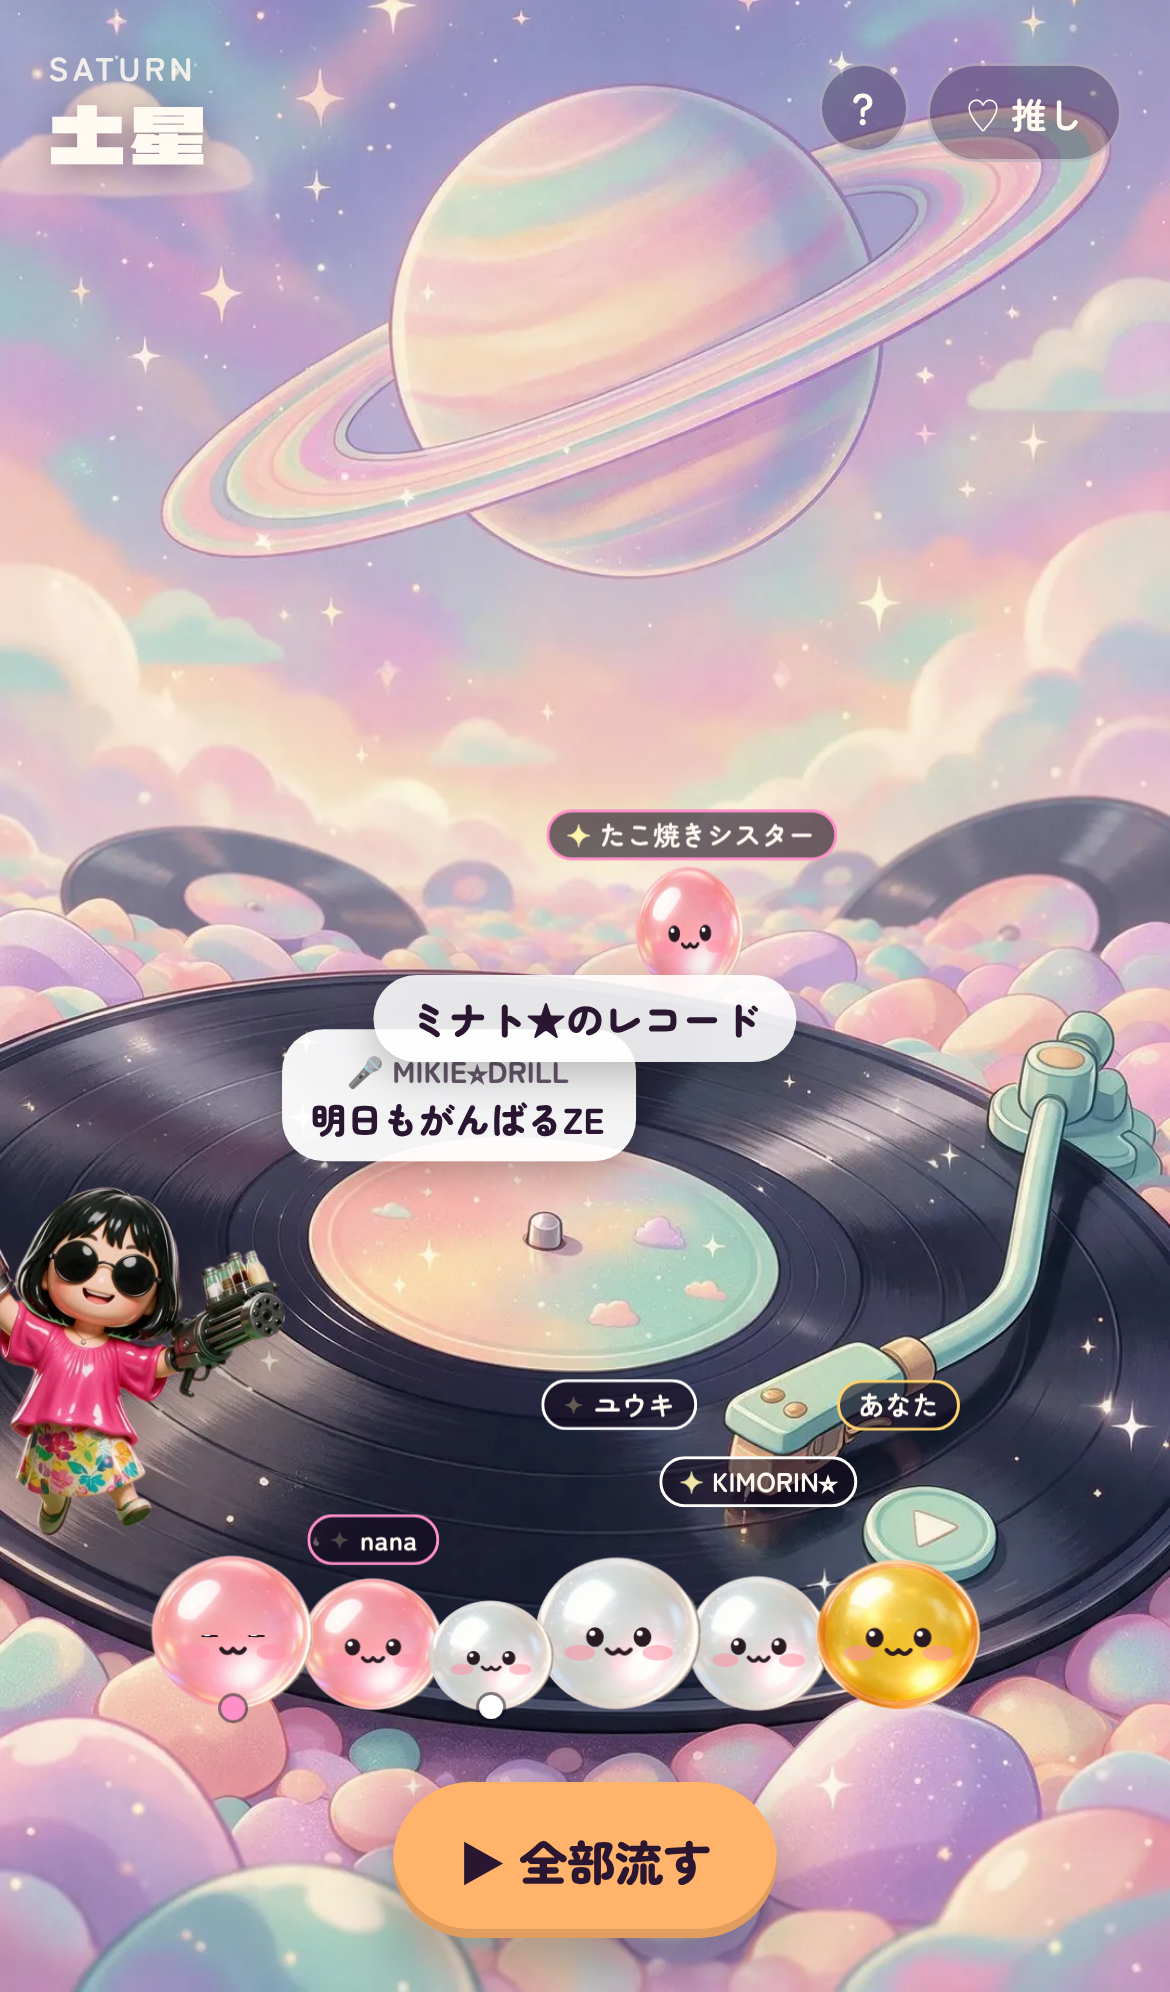 SATURN
土星
?
♡ 推し
✦ たこ焼きシスター
ミナト★のレコード
🎤 MIKIE★DRILL
明日もがんばるZE
✦ ユウキ
あなた
✦ KIMORIN★
✦ nana
▶ 全部流す